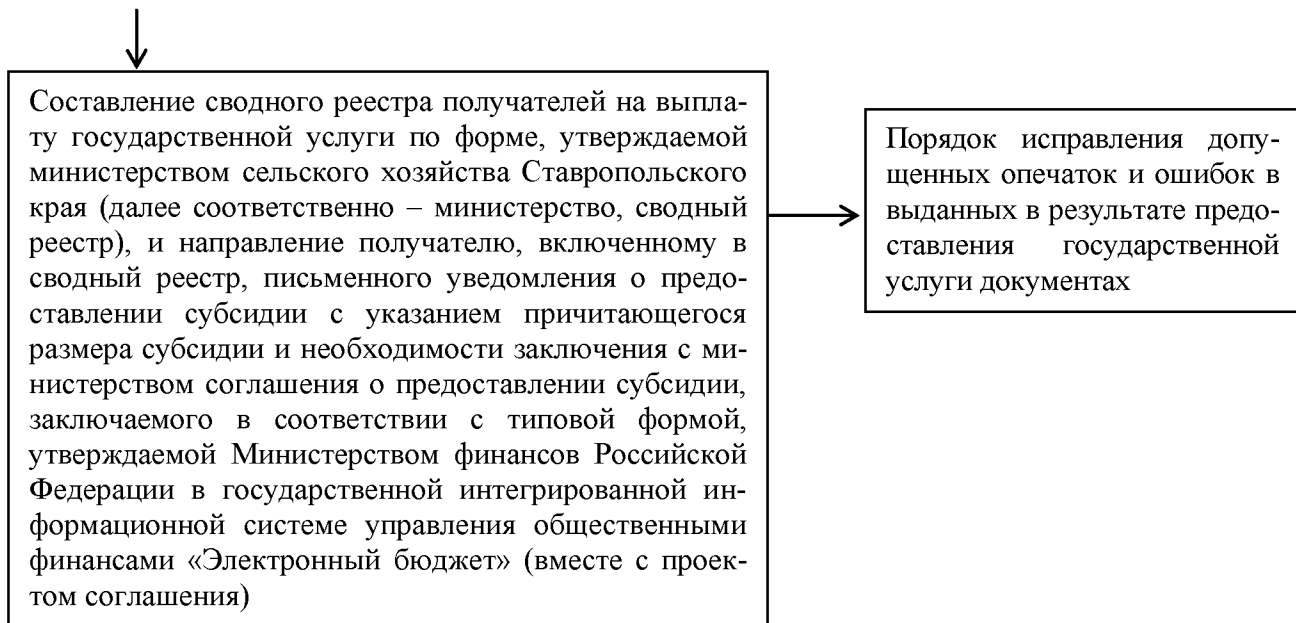 Составление сводного реестра получателей на выпла-
ту государственной услуги по форме, утверждаемой
министерством сельского хозяйства Ставропольского
края (далее соответственно – министерство, сводный
реестр), и направление получателю, включенному в
сводный реестр, письменного уведомления о предо-
ставлении субсидии с указанием причитающегося
размера субсидии и необходимости заключения с ми-
нистерством соглашения о предоставлении субсидии,
заключаемого в соответствии с типовой формой,
утверждаемой Министерством финансов Российской
Федерации в государственной интегрированной ин-
формационной системе управления общественными
финансами «Электронный бюджет» (вместе с проек-
том соглашения)
Порядок исправления допу-
щенных опечаток и ошибок в
выданных в результате предо-
ставления государственной
услуги документах